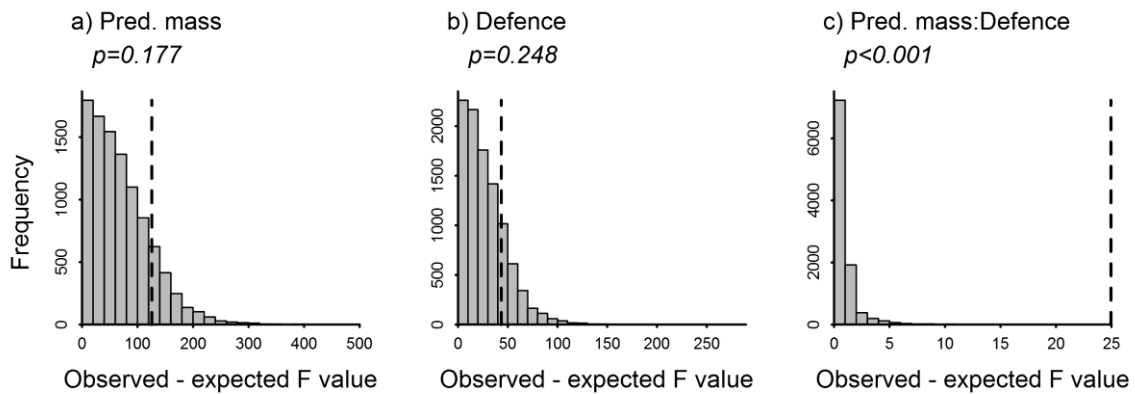 a) Pred. mass
p=0.177
b) Defence
p=0.248
c) Pred. mass:Defence
p<0.001
Frequency
0 500 1000 1500
0 100 200 300 400 500
Observed - expected F value
0 500 1000 1500 2000
0 50 100 150 200 250
Observed - expected F value
0 2000 4000 6000
0 5 10 15 20 25
Observed - expected F value